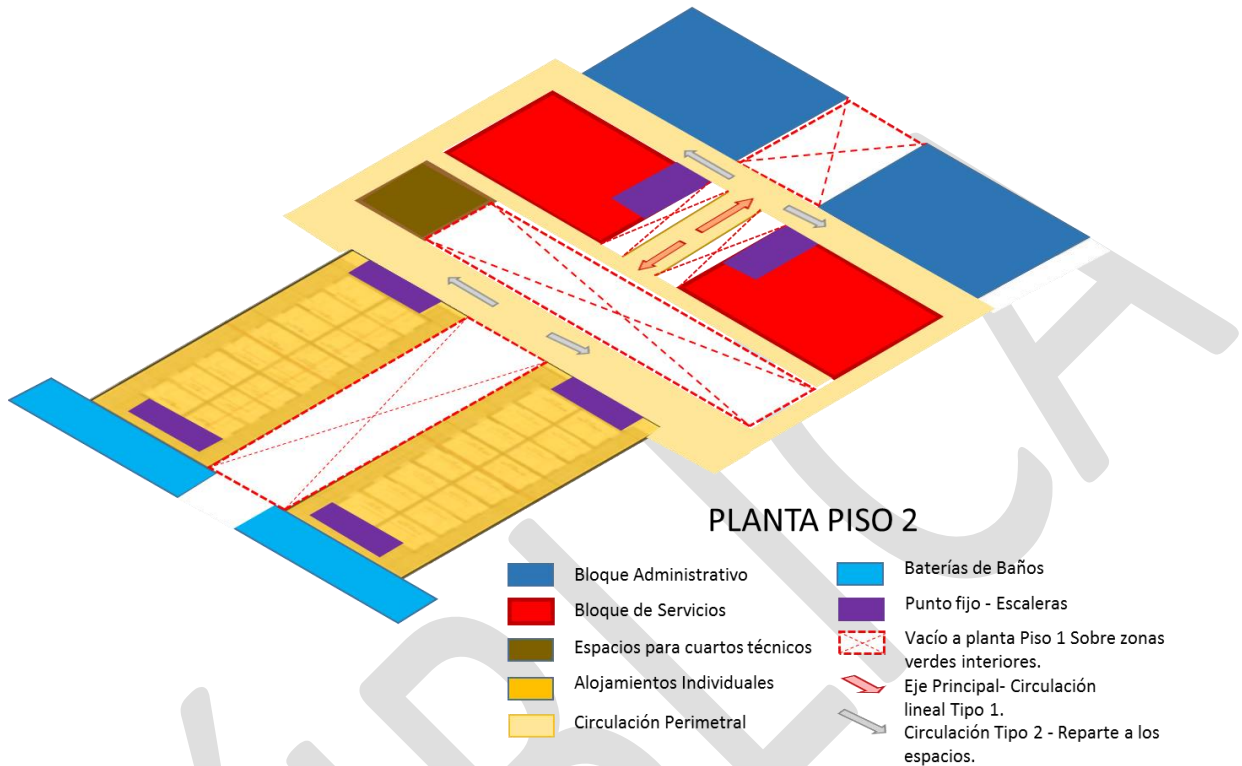 PLANTA PISO 2
Bloque Administrativo
Bloque de Servicios
Espacios para cuartos técnicos
Alojamientos Individuales
Circulación Perimetral
Baterías de Baños
Punto fijo - Escaleras
Vacío a planta Piso 1 Sobre zonas
verdes interiores.
Eje Principal- Circulación
lineal Tipo 1.
Circulación Tipo 2 - Reparte a los
espacios.
ÚBLICA